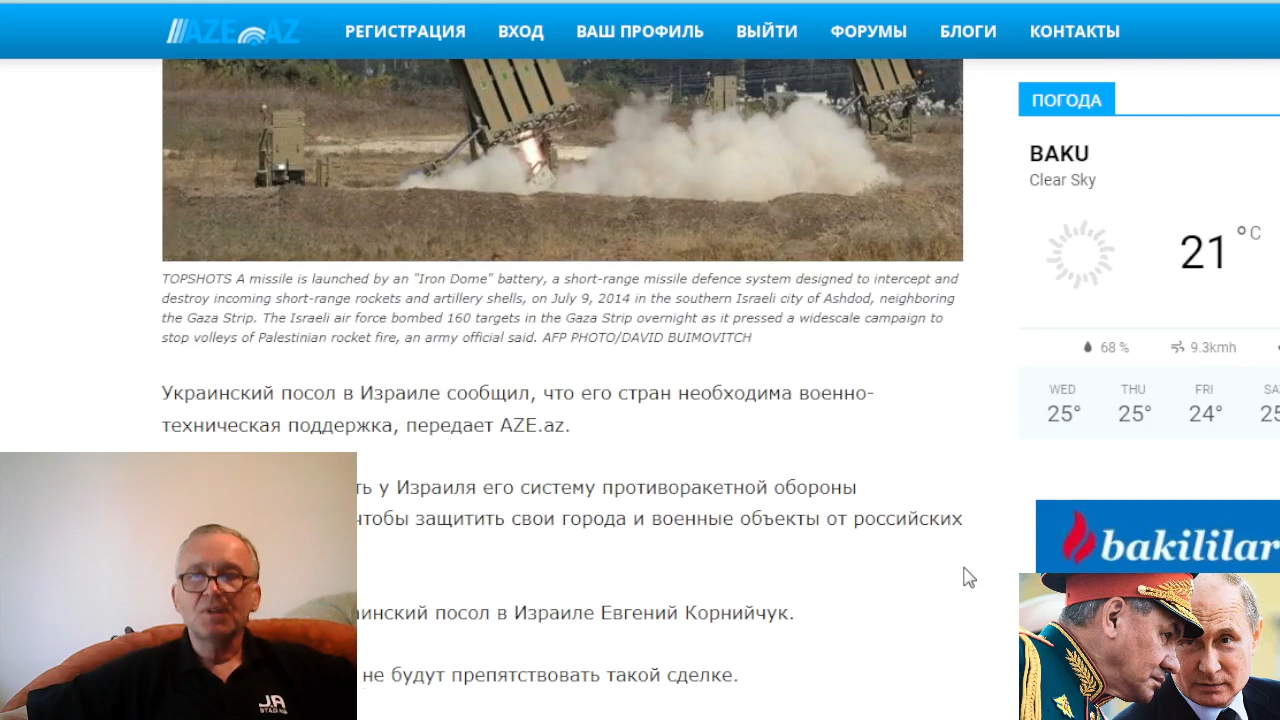 AZE.AZ
РЕГИСТРАЦИЯ ВХОД ВАШ ПРОФИЛЬ ВЫЙТИ ФОРУМЫ БЛОГИ КОНТАКТЫ
TOPSHOTS A missile is launched by an "Iron Dome" battery, a short-range missile defence system designed to intercept and
destroy incoming short-range rockets and artillery shells, on July 9, 2014 in the southern Israeli city of Ashdod, neighboring
the Gaza Strip. The Israeli air force bombed 160 targets in the Gaza Strip overnight as it pressed a widescale campaign to
stop volleys of Palestinian rocket fire, an army official said. AFP PHOTO/DAVID BUIMOVITCH
Украинский посол в Израиле сообщил, что его стран необходима военно-
техническая поддержка, передает AZE.az.
ть у Израиля его систему противоракетной обороны
чтобы защитить свои города и военные объекты от российских
аинский посол в Израиле Евгений Корнийчук.
не будут препятствовать такой сделке.
ПОГОДА
BAKU
Clear Sky
21 °C
68 % 9.3kmh
WED THU FRI
25° 25° 24°
bakililar
J.A